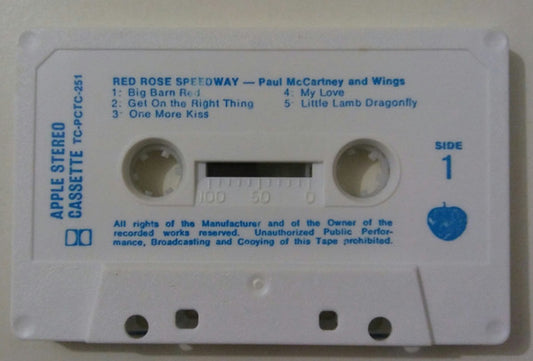 RED ROSE SPEEDWAY — Paul McCartney and Wings
1: Big Barn Red
2: Get On the Right Thing
3: One More Kiss
4: My Love
5: Little Lamb Dragonfly
APPLE STEREO
CASSETTE TC-PCTC-251
SIDE
1
100 50 0
All rights of the Manufacturer and of the Owner of the
recorded works reserved. Unauthorized Public Perfor-
mance, Broadcasting and Copying of this Tape prohibited.